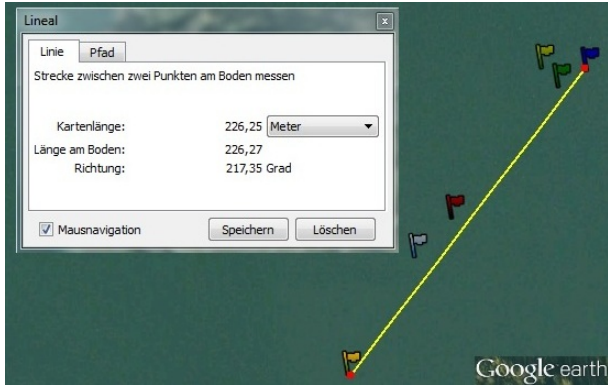 Lineal
Linie Pfad
Strecke zwischen zwei Punkten am Boden messen
Kartenlänge: 226,25 Meter
Länge am Boden: 226,27
Richtung: 217,35 Grad
Mausnavigation Speichern Löschen
Google earth